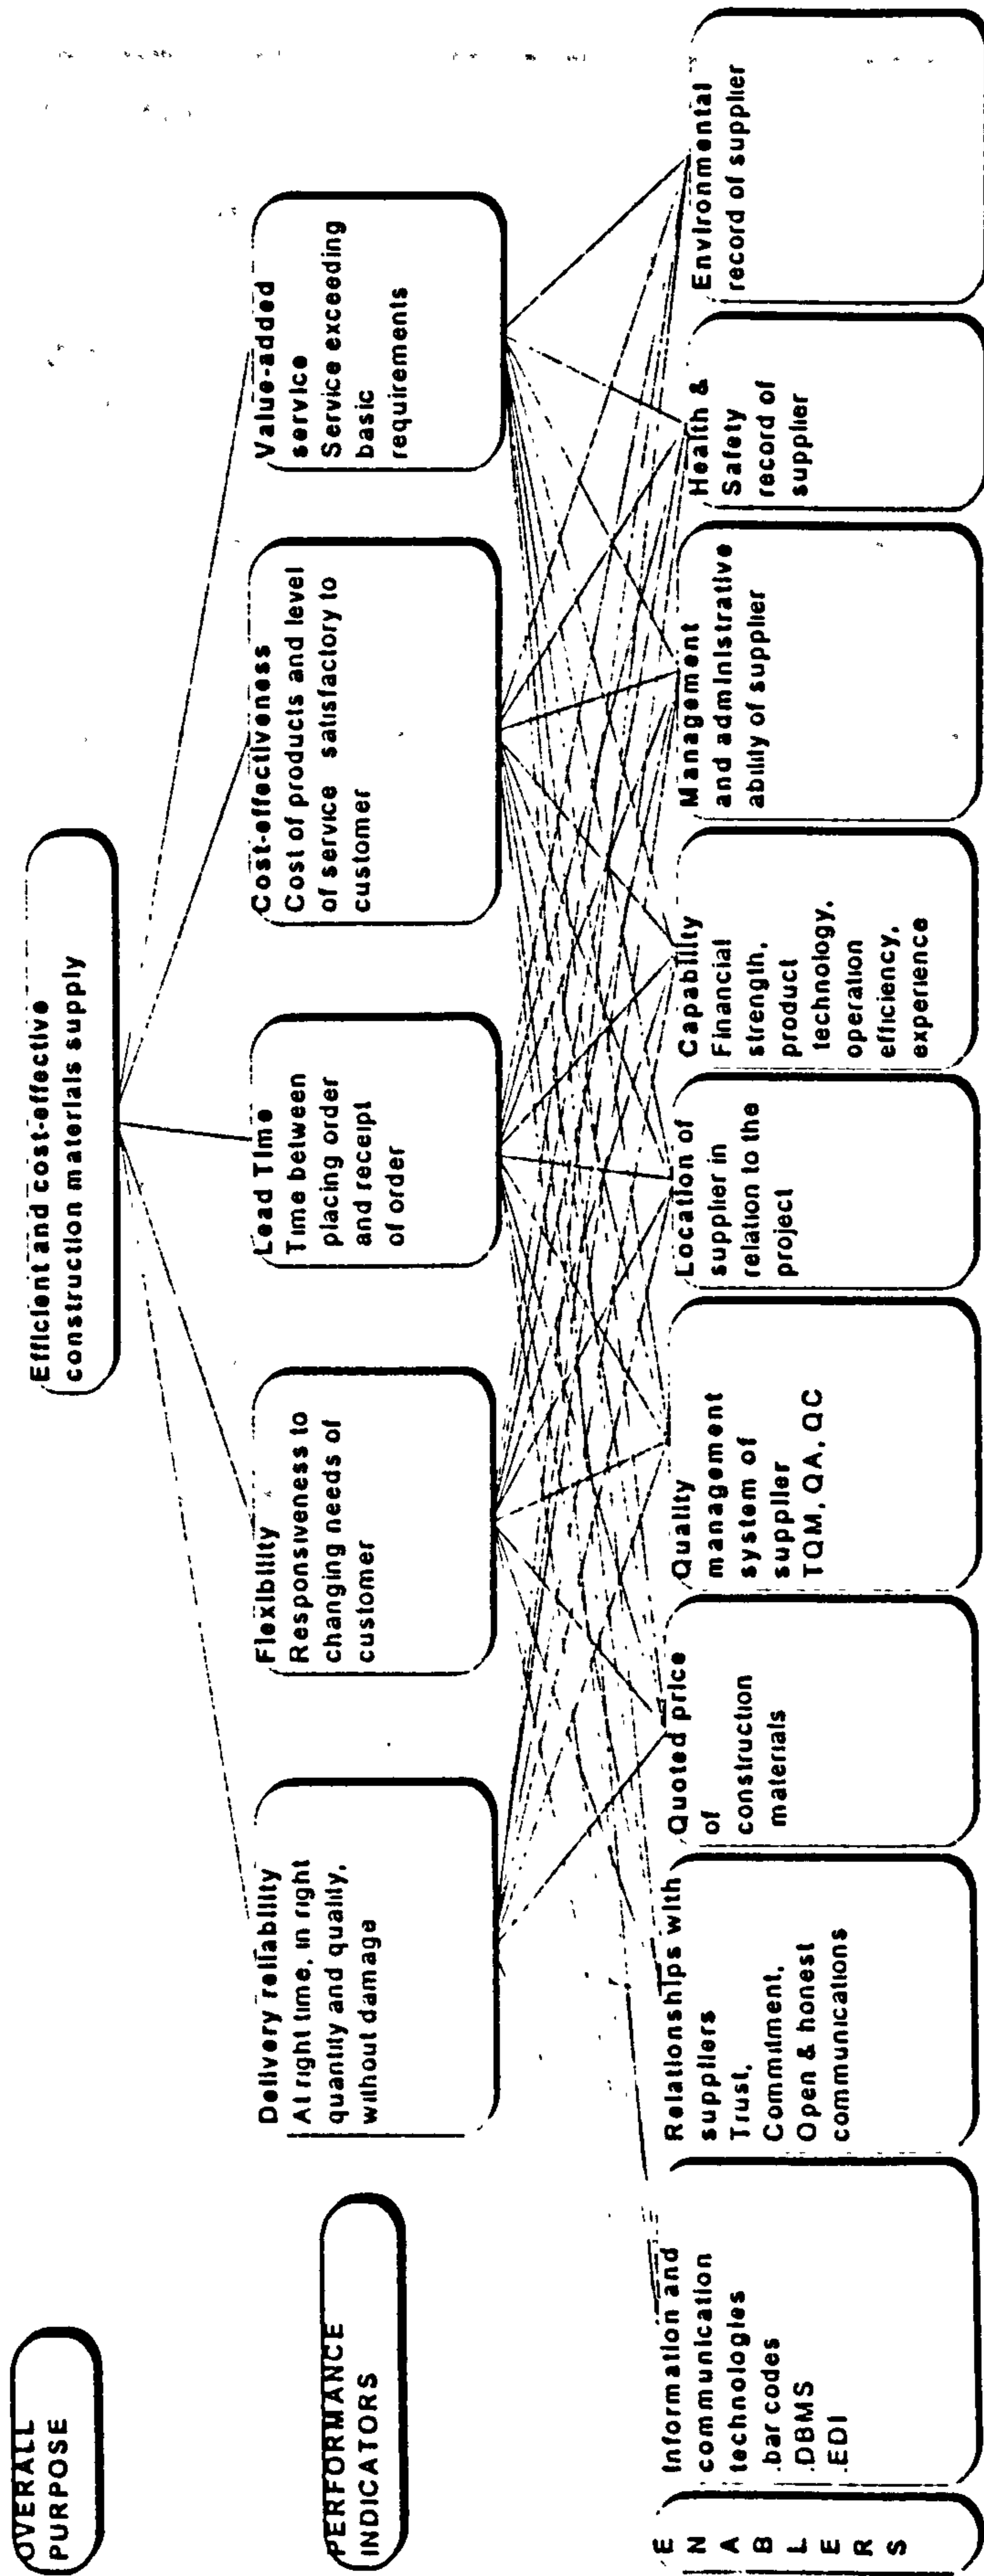 OVERALL
PURPOSE
Efficient and cost-effective
construction materials supply
PERFORMANCE
INDICATORS
Delivery reliability
At right time, in right
quantity and quality,
without damage
Flexibility
Responsiveness to
changing needs of
customer
Lead Time
Time between
placing order
and receipt
of order
Cost-effectiveness
Cost of products and level
of service satisfactory to
customer
Value-added
service
Service exceeding
basic
requirements
E
N
A
B
L
E
R
S
Information and
communication
technologies
.bar codes
.DBMS
.EDI
Relationships with
suppliers
Trust,
Commitment,
Open & honest
communications
Quoted price
of
construction
materials
Quality
management
system of
supplier
TQM, QA, QC
Location of
supplier in
relation to the
project
Capability
Financial
strength,
product
technology,
operation
efficiency,
experience
Management
and administrative
ability of supplier
Health &
Safety
record of
supplier
Environmental
record of supplier